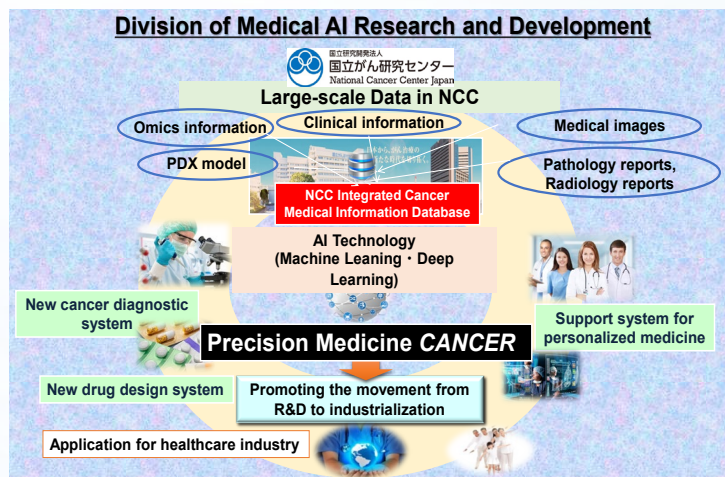 Division of Medical AI Research and Development
国立研究開発法人
国立がん研究センター
National Cancer Center Japan
Large-scale Data in NCC
Omics information
Clinical information
Medical images
PDX model
Pathology reports,
Radiology reports
NCC Integrated Cancer
Medical Information Database
AI Technology
(Machine Leaning・Deep
Learning)
New cancer diagnostic
system
Support system for
personalized medicine
Precision Medicine CANCER
New drug design system
Promoting the movement from
R&D to industrialization
Application for healthcare industry